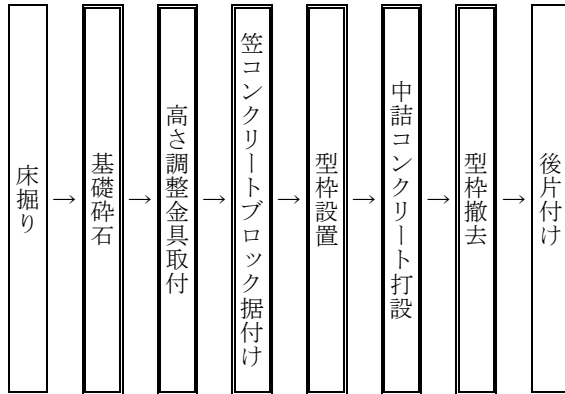 床掘り
→
基礎砕石
→
高さ調整金具取付
→
笠コンクリートブロック据付け
→
型枠設置
→
中詰コンクリート打設
→
型枠撤去
→
後片付け